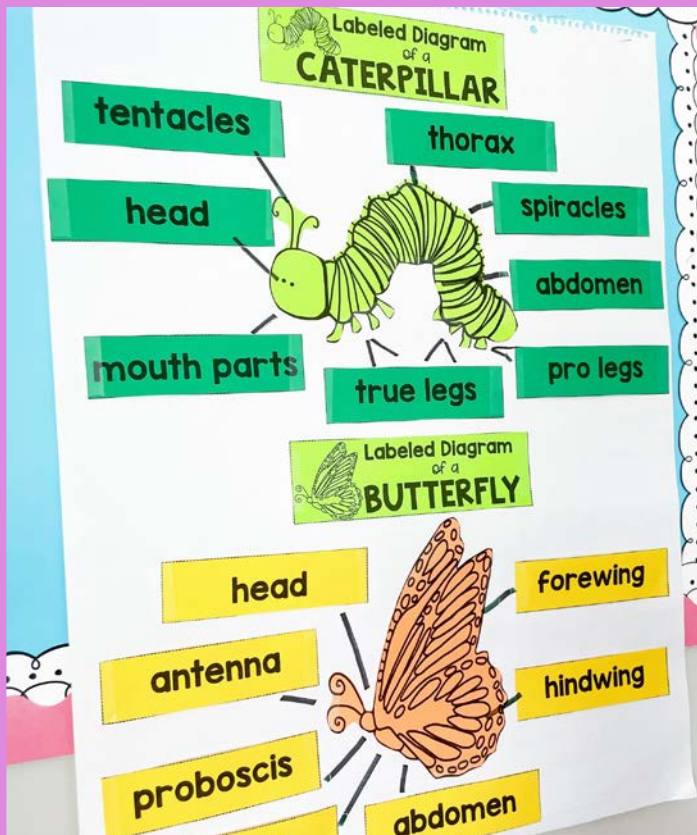 Labeled Diagram
of a
CATERPILLAR
tentacles
thorax
head
spiracles
abdomen
mouth parts
true legs
pro legs
Labeled Diagram
of a
BUTTERFLY
head
forewing
antenna
hindwing
proboscis
abdomen